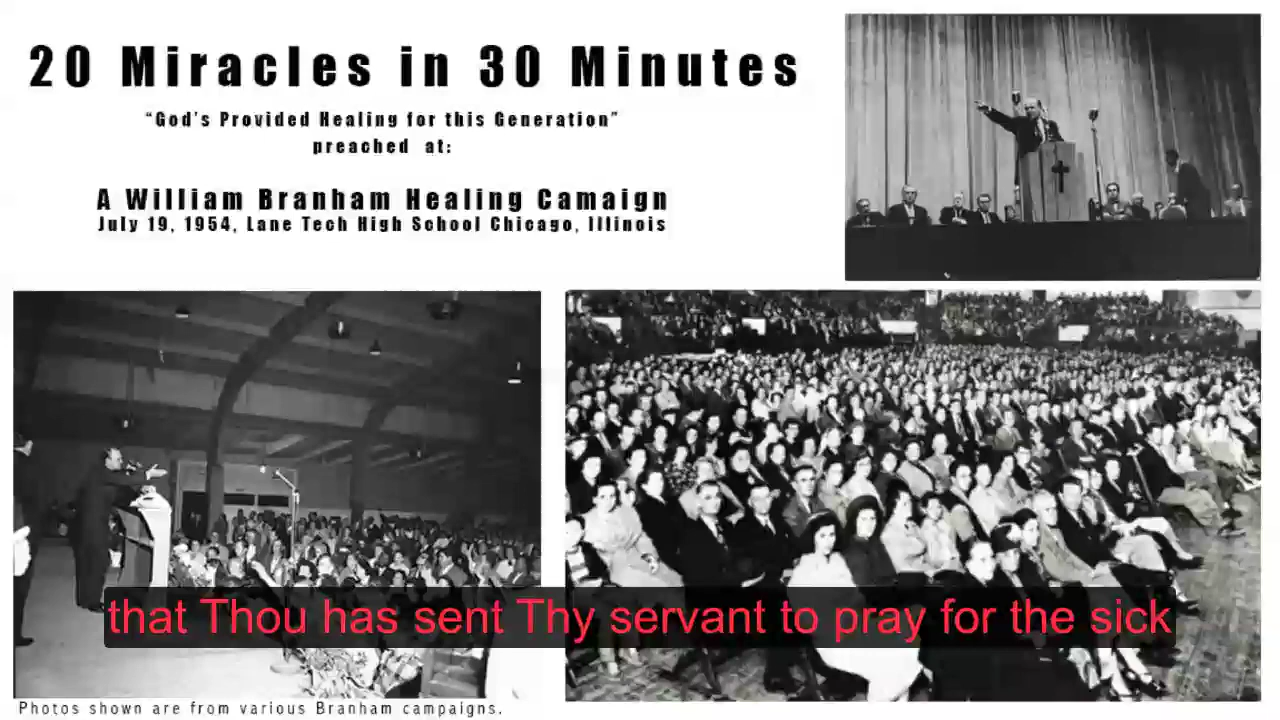 20 Miracles in 30 Minutes
"God's Provided Healing for this Generation"
preached at:
A William Branham Healing Camaign
July 19, 1954, Lane Tech High School Chicago, Illinois
that Thou has sent Thy servant to pray for the sick
Photos shown are from various Branham campaigns.